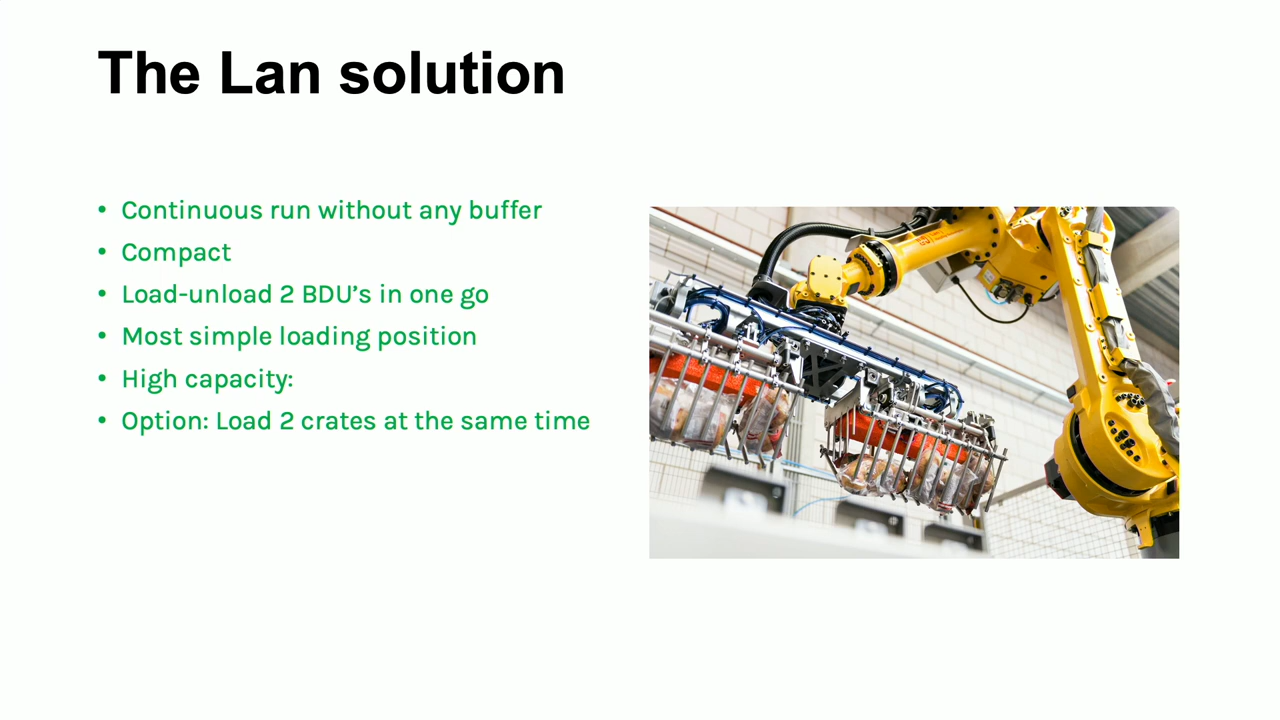 The Lan solution
• Continuous run without any buffer
• Compact
• Load-unload 2 BDU’s in one go
• Most simple loading position
• High capacity:
• Option: Load 2 crates at the same time